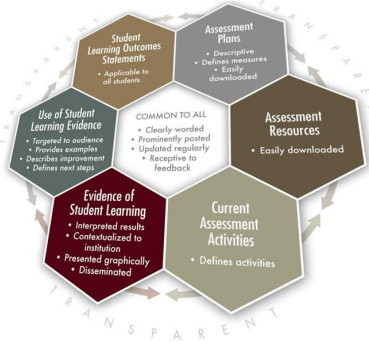 TRANSPARENT
TRANSPARENT
Student
Learning Outcomes
Statements
• Applicable to
all students
Assessment
Plans
• Descriptive
• Defines measures
• Easily
downloaded
Use of Student
Learning Evidence
• Targeted to audience
• Provides examples
• Describes improvement
• Defines next steps
COMMON TO ALL
• Clearly worded
• Prominently posted
• Updated regularly
• Receptive to
feedback
Assessment
Resources
• Easily downloaded
Evidence of
Student Learning
• Interpreted results
• Contextualized to
institution
• Presented graphically
• Disseminated
Current
Assessment
Activities
• Defines activities
TRANSPARENT